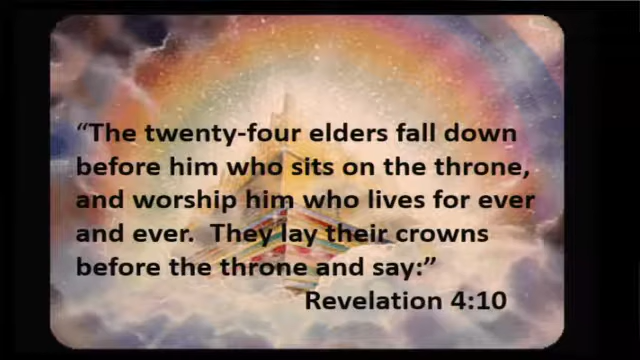 “The twenty-four elders fall down
before him who sits on the throne,
and worship him who lives for ever
and ever.  They lay their crowns
before the throne and say:”
Revelation 4:10